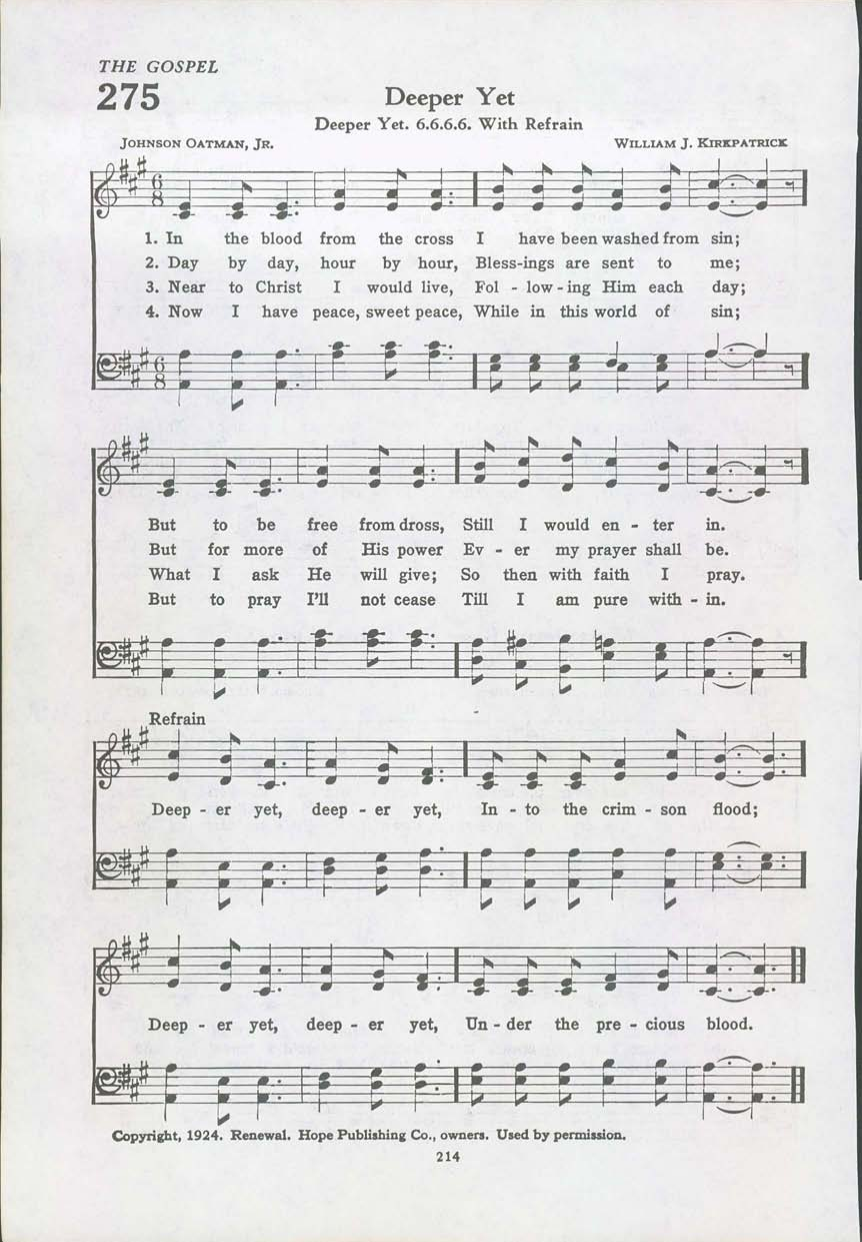 THE GOSPEL
275
Deeper Yet
Deeper Yet. 6.6.6.6. With Refrain
JOHNSON OATMAN, JR. WILLIAM J. KIRKPATRICK
1. In the blood from the cross I have been washed from sin;
2. Day by day, hour by hour, Bless-ings are sent to me;
3. Near to Christ I would live, Fol - low - ing Him each day;
4. Now I have peace, sweet peace, While in this world of sin;
But to be free from dross, Still I would en - ter in.
But for more of His power Ev - er my prayer shall be.
What I ask He will give; So then with faith I pray.
But to pray I'll not cease Till I am pure with - in.
Refrain
Deep - er yet, deep - er yet, In - to the crim - son flood;
Deep - er yet, deep - er yet, Un - der the pre - cious blood.
Copyright, 1924. Renewal. Hope Publishing Co., owners. Used by permission.
214